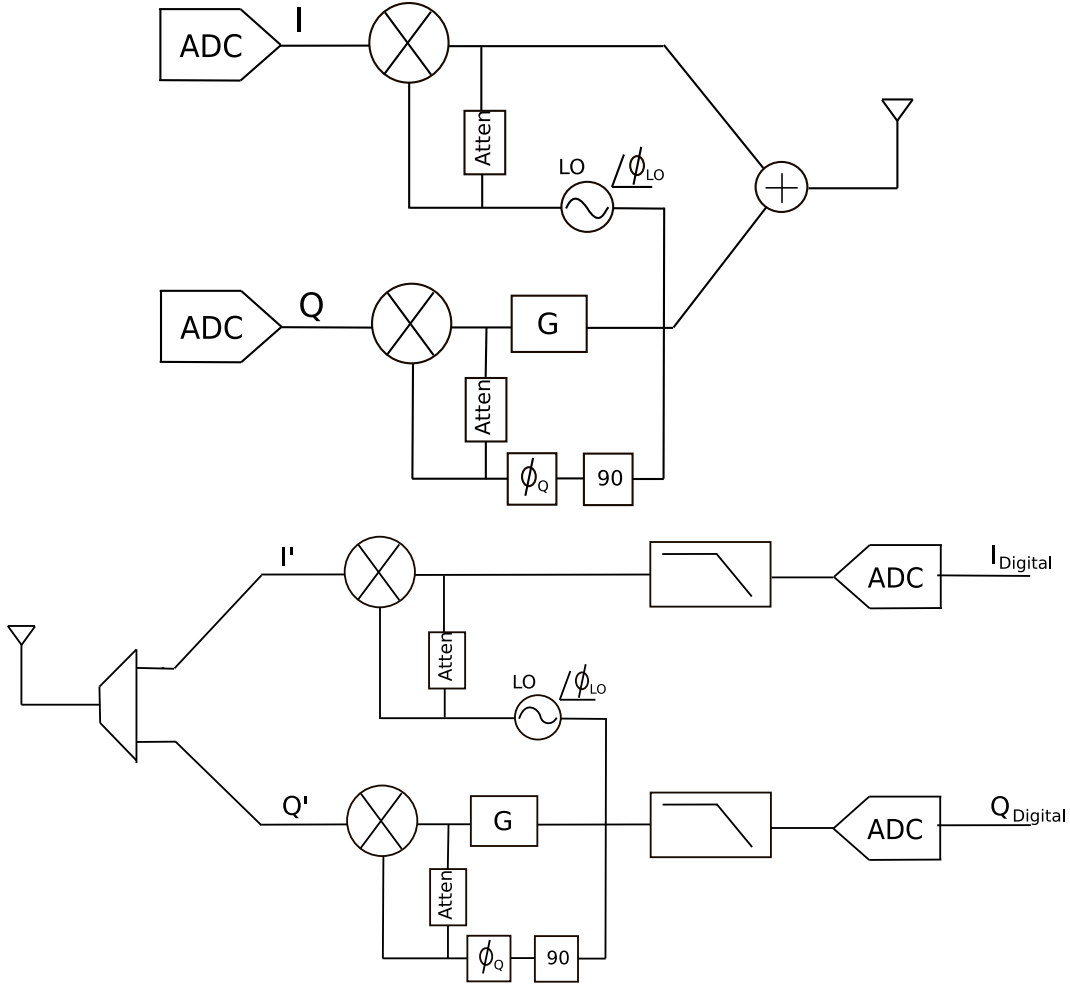 I
ADC
Atten
LO
ϕLO
Q
ADC
G
Atten
ϕQ
90
I'
ADC
IDigital
Atten
LO
ϕLO
Q'
G
ADC
QDigital
Atten
ϕQ
90